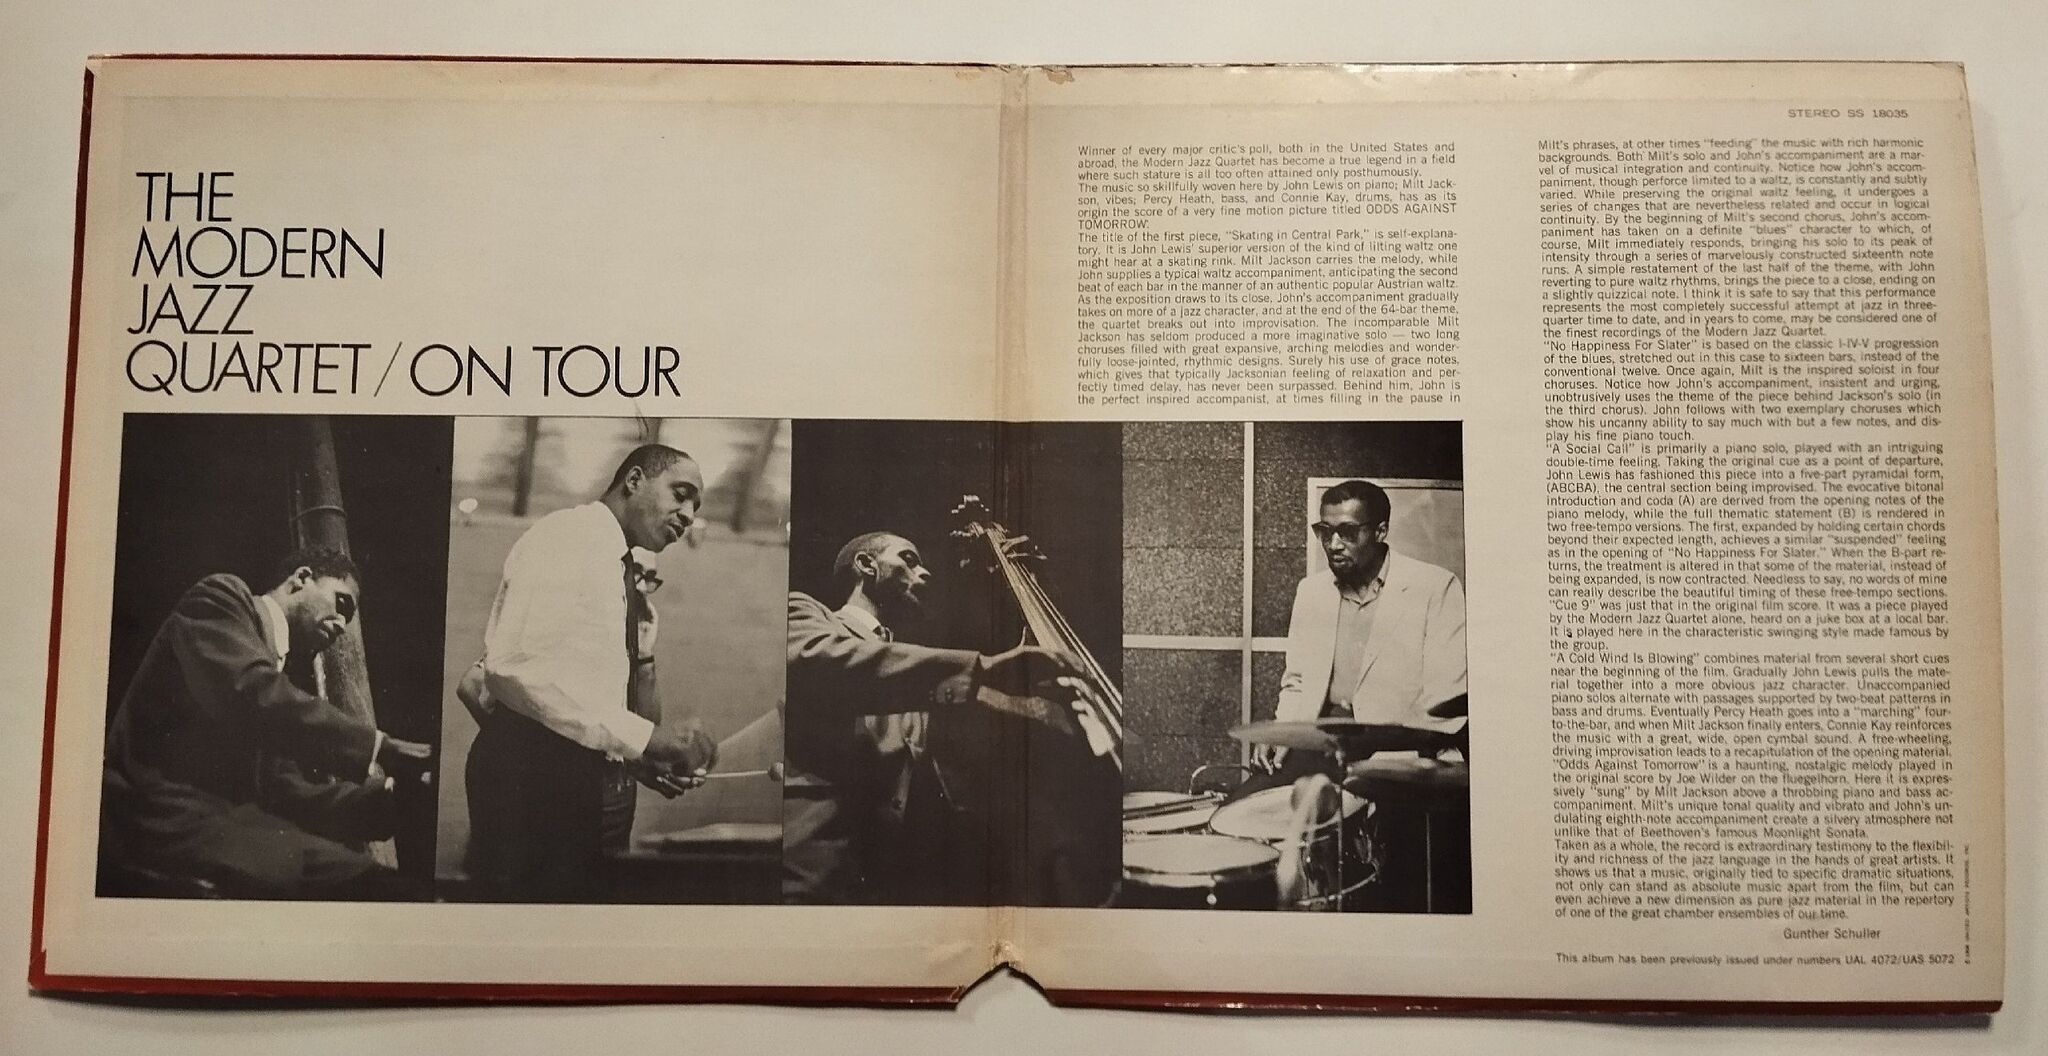 THE
MODERN
JAZZ
QUARTET / ON TOUR
Winner of every major critic's poll, both in the United States and
abroad, the Modern Jazz Quartet has become a true legend in a field
where such stature is all too often attained only posthumously.
The music so skillfully woven here by John Lewis on piano; Milt Jack-
son, vibes; Percy Heath, bass, and Connie Kay, drums, has as its
origin the score of a very fine motion picture titled ODDS AGAINST
TOMORROW.
The title of the first piece, "Skating in Central Park," is self-explana-
tory. It is John Lewis' superior version of the kind of lilting waltz one
might hear at a skating rink. Milt Jackson carries the melody, while
John supplies a typical waltz accompaniment, anticipating the second
beat of each bar in the manner of an authentic popular Austrian waltz.
As the exposition draws to its close, John's accompaniment gradually
takes on more of a jazz character, and at the end of the 64-bar theme,
the quartet breaks out into improvisation. The incomparable Milt
Jackson has seldom produced a more imaginative solo — two long
choruses filled with great expansive, arching melodies and wonder-
fully loose-jointed, rhythmic designs. Surely his use of grace notes,
which gives that typically Jacksonian feeling of relaxation and per-
fectly timed delay, has never been surpassed. Behind him, John is
the perfect inspired accompanist, at times filling in the pause in
STEREO SS 18035
Milt's phrases, at other times "feeding" the music with rich harmonic
backgrounds. Both Milt's solo and John's accompaniment are a mar-
vel of musical integration and continuity. Notice how John's accom-
paniment, though perforce limited to a waltz, is constantly and subtly
varied. While preserving the original waltz feeling, it undergoes a
series of changes that are nevertheless related and occur in logical
continuity. By the beginning of Milt's second chorus, John's accom-
paniment has taken on a definite "blues" character to which, of
course, Milt immediately responds, bringing his solo to its peak of
intensity through a series of marvelously constructed sixteenth note
runs. A simple restatement of the last half of the theme, with John
reverting to pure waltz rhythms, brings the piece to a close, ending on
a slightly quizzical note. I think it is safe to say that this performance
represents the most completely successful attempt at jazz in three-
quarter time to date, and in years to come, may be considered one of
the finest recordings of the Modern Jazz Quartet.
"No Happiness For Slater" is based on the classic I-IV-V progression
of the blues, stretched out in this case to sixteen bars, instead of the
conventional twelve. Once again, Milt is the inspired soloist in four
choruses. Notice how John's accompaniment, insistent and urging,
unobtrusively uses the theme of the piece behind Jackson's solo (in
the third chorus). John follows with two exemplary choruses which
show his uncanny ability to say much with but a few notes, and dis-
play his fine piano touch.
"A Social Call" is primarily a piano solo, played with an intriguing
double-time feeling. Taking the original cue as a point of departure,
John Lewis has fashioned this piece into a five-part pyramidal form,
(ABCBA), the central section being improvised. The evocative bitonal
introduction and coda (A) are derived from the opening notes of the
piano melody, while the full thematic statement (B) is rendered in
two free-tempo versions. The first, expanded by holding certain chords
beyond their expected length, achieves a similar "suspended" feeling
as in the opening of "No Happiness For Slater." When the B-part re-
turns, the treatment is altered in that some of the material, instead of
being expanded, is now contracted. Needless to say, no words of mine
can really describe the beautiful timing of these free-tempo sections.
"Cue 9" was just that in the original film score. It was a piece played
by the Modern Jazz Quartet alone, heard on a juke box at a local bar.
It is played here in the characteristic swinging style made famous by
the group.
"A Cold Wind Is Blowing" combines material from several short cues
near the beginning of the film. Gradually John Lewis pulls the mate-
rial together into a more obvious jazz character. Unaccompanied
piano solos alternate with passages supported by two-beat patterns in
bass and drums. Eventually Percy Heath goes into a "marching" four-
to-the-bar, and when Milt Jackson finally enters, Connie Kay reinforces
the music with a great, wide, open cymbal sound. A free-wheeling,
driving improvisation leads to a recapitulation of the opening material.
"Odds Against Tomorrow" is a haunting, nostalgic melody played in
the original score by Joe Wilder on the fluegelhorn. Here it is expres-
sively "sung" by Milt Jackson above a throbbing piano and bass ac-
companiment. Milt's unique tonal quality and vibrato and John's un-
dulating eighth-note accompaniment create a silvery atmosphere not
unlike that of Beethoven's famous Moonlight Sonata.
Taken as a whole, the record is extraordinary testimony to the flexibil-
ity and richness of the jazz language in the hands of great artists. It
shows us that a music, originally tied to specific dramatic situations,
not only can stand as absolute music apart from the film, but can
even achieve a new dimension as pure jazz material in the repertory
of one of the great chamber ensembles of our time.
Gunther Schuller
This album has been previously issued under numbers UAL 4072/UAS 5072
UNITED ARTISTS RECORDS, INC.